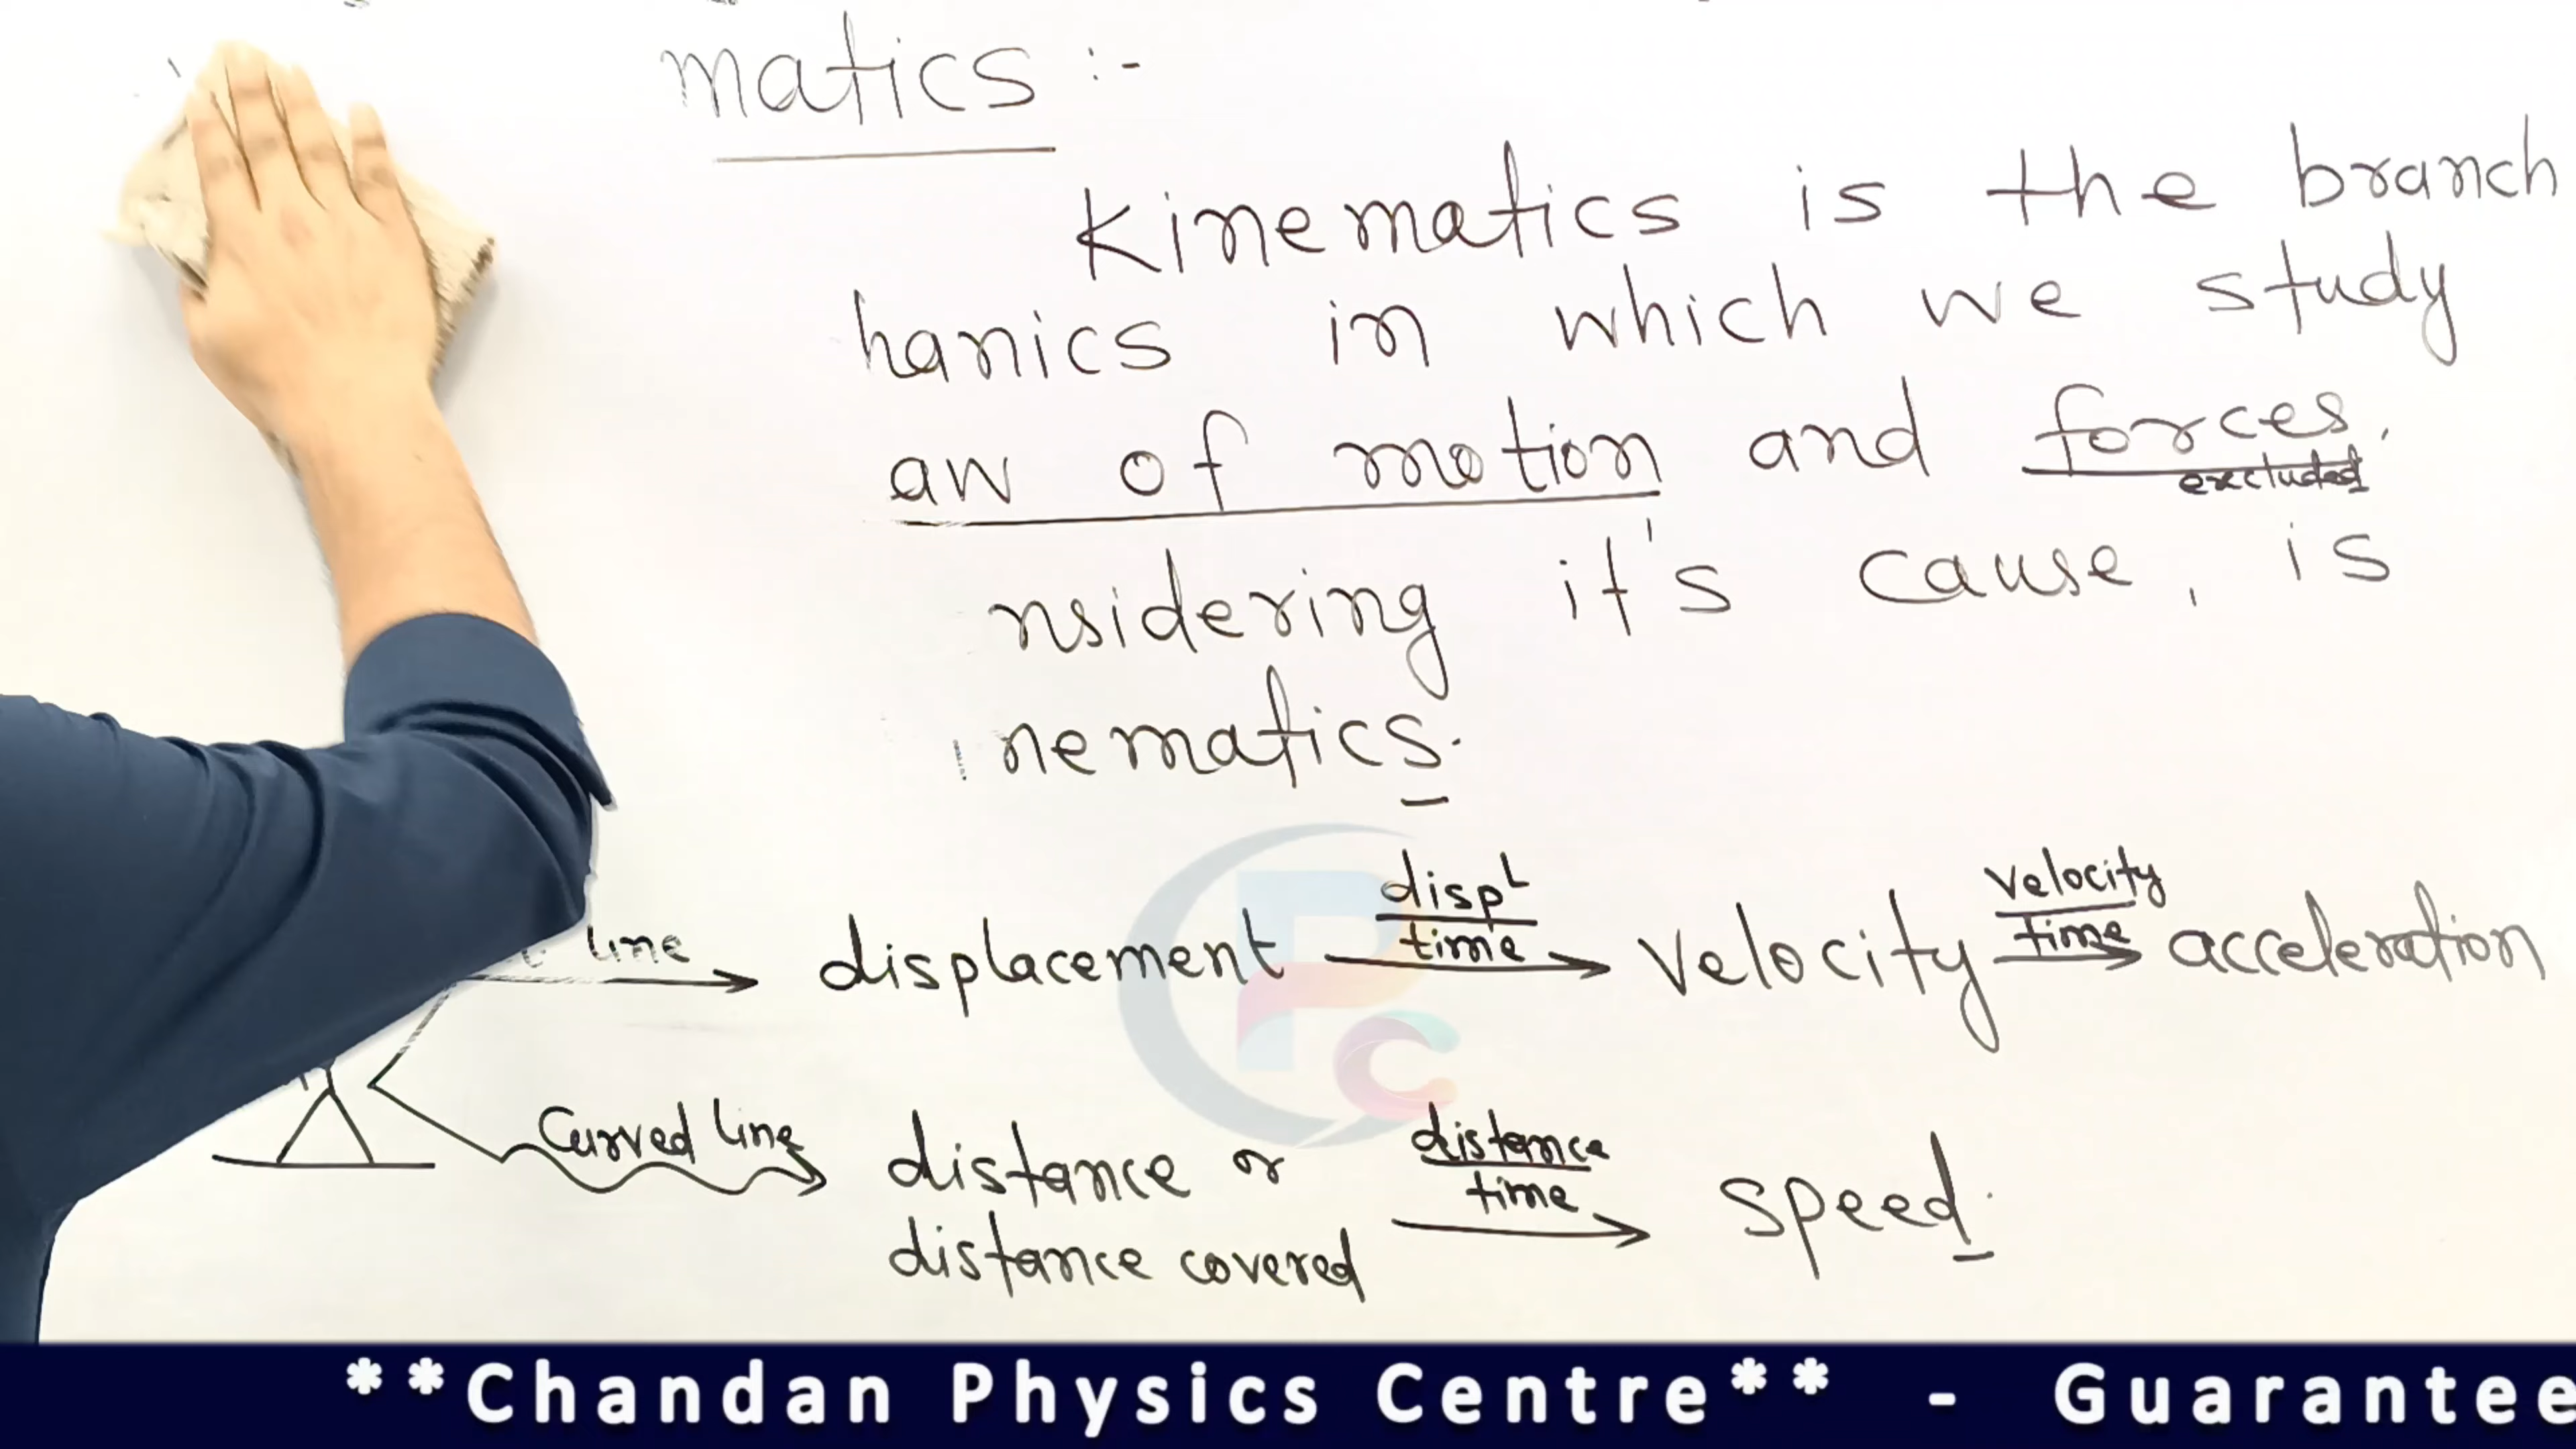 matics :-
Kinematics is the branch
hanics in which we study
aw of motion and forces.
excluded
nsidering it's cause, is
nematics.
line
displacement
displ
time
velocity
velocity
time
acceleration
Curved line
distance or
distance covered
distance
time
speed.
**Chandan Physics Centre** - Guarantee